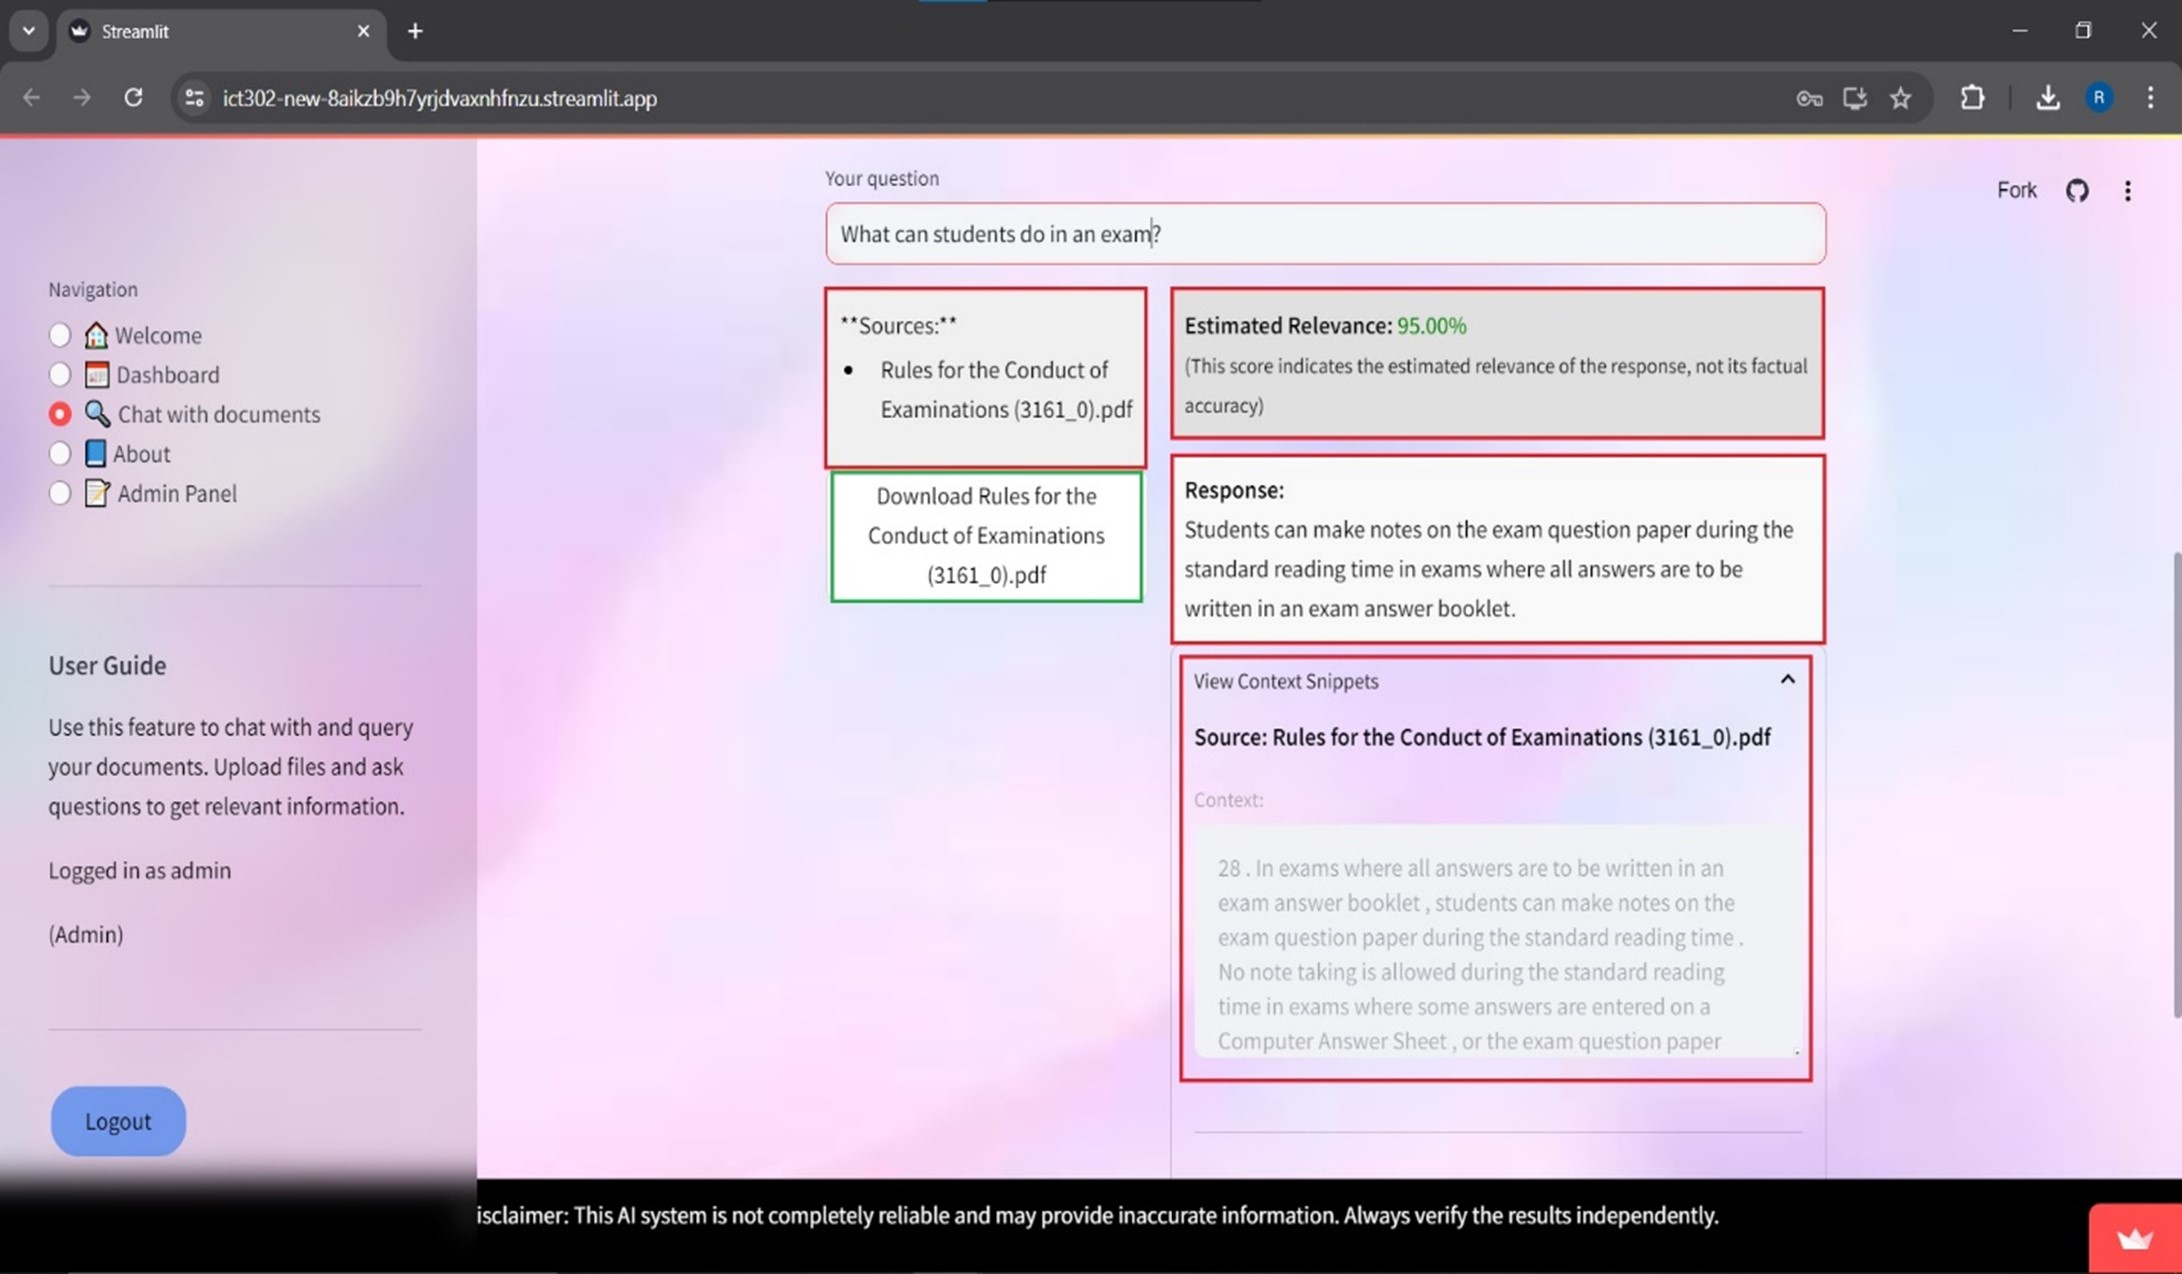 Streamlit
ict302-new-8aikzb9h7yrjdvaxnhfnzu.streamlit.app
R
Fork
Navigation
Welcome
Dashboard
Chat with documents
About
Admin Panel
User Guide
Use this feature to chat with and query
your documents. Upload files and ask
questions to get relevant information.
Logged in as admin
(Admin)
Logout
Your question
What can students do in an exam?
**Sources:**
• Rules for the Conduct of
Examinations (3161_0).pdf
Download Rules for the
Conduct of Examinations
(3161_0).pdf
Estimated Relevance: 95.00%
(This score indicates the estimated relevance of the response, not its factual
accuracy)
Response:
Students can make notes on the exam question paper during the
standard reading time in exams where all answers are to be
written in an exam answer booklet.
View Context Snippets
Source: Rules for the Conduct of Examinations (3161_0).pdf
Context:
28 . In exams where all answers are to be written in an
exam answer booklet , students can make notes on the
exam question paper during the standard reading time .
No note taking is allowed during the standard reading
time in exams where some answers are entered on a
Computer Answer Sheet , or the exam question paper
isclaimer: This AI system is not completely reliable and may provide inaccurate information. Always verify the results independently.